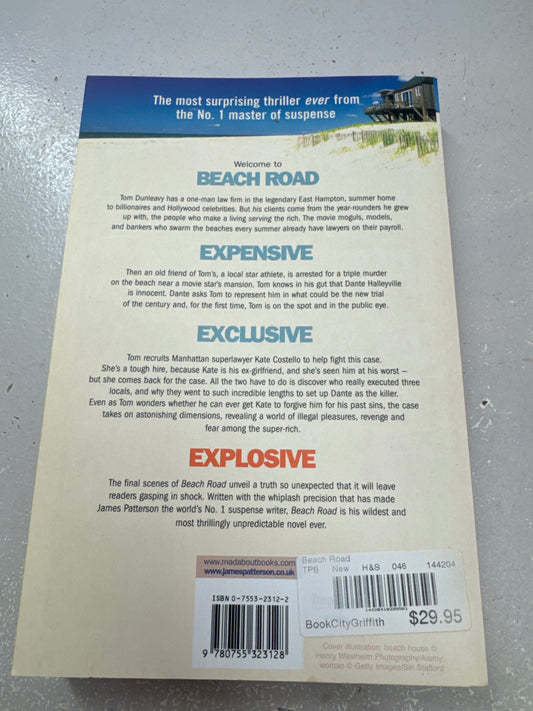 The most surprising thriller ever from
the No. 1 master of suspense
Welcome to
BEACH ROAD
Tom Dunleavy has a one-man law firm in the legendary East Hampton, summer home
to billionaires and Hollywood celebrities. But his clients come from the year-rounders he grew
up with, the people who make a living serving the rich. The movie moguls, models,
and bankers who swarm the beaches every summer already have lawyers on their payroll.
EXPENSIVE
Then an old friend of Tom's, a local star athlete, is arrested for a triple murder
on the beach near a movie star's mansion. Tom knows in his gut that Dante Halleyville
is innocent. Dante asks Tom to represent him in what could be the new trial
of the century and, for the first time, Tom is on the spot and in the public eye.
EXCLUSIVE
Tom recruits Manhattan superlawyer Kate Costello to help fight this case.
She's a tough hire, because Kate is his ex-girlfriend, and she's seen him at his worst –
but she comes back for the case. All the two have to do is discover who really executed three
locals, and why they went to such incredible lengths to set up Dante as the killer.
Even as Tom wonders whether he can ever get Kate to forgive him for his past sins, the case
takes on astonishing dimensions, revealing a world of illegal pleasures, revenge and
fear among the super-rich.
EXPLOSIVE
The final scenes of Beach Road unveil a truth so unexpected that it will leave
readers gasping in shock. Written with the whiplash precision that has made
James Patterson the world's No. 1 suspense writer, Beach Road is his wildest and
most thrillingly unpredictable novel ever.
www.madaboutbooks.com
www.jamespatterson.co.uk
ISBN 0-7553-2312-2
9 780755 323128
Beach Road
TPB New H&S 046 144204
BookCityGriffith $29.95
Cover illustration: beach house ©
Henry Westheim Photography/Alamy;
woman © Getty Images/Siri Stafford